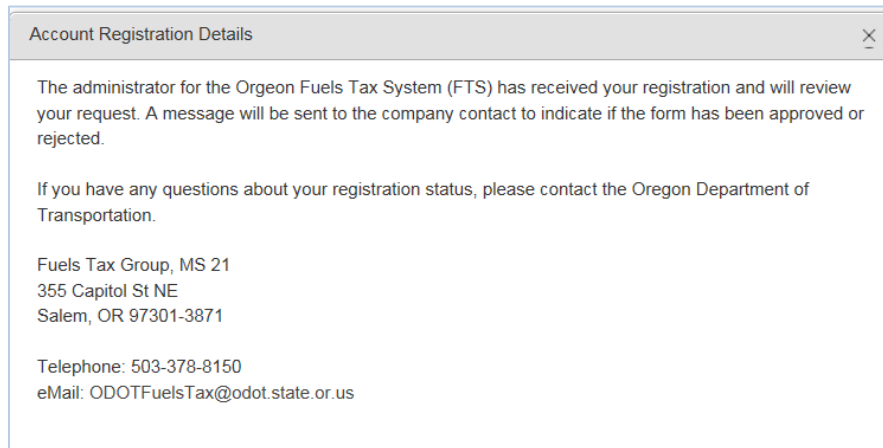 Account Registration Details
The administrator for the Orgeon Fuels Tax System (FTS) has received your registration and will review
your request. A message will be sent to the company contact to indicate if the form has been approved or
rejected.
If you have any questions about your registration status, please contact the Oregon Department of
Transportation.
Fuels Tax Group, MS 21
355 Capitol St NE
Salem, OR 97301-3871
Telephone: 503-378-8150
eMail: ODOTFuelsTax@odot.state.or.us